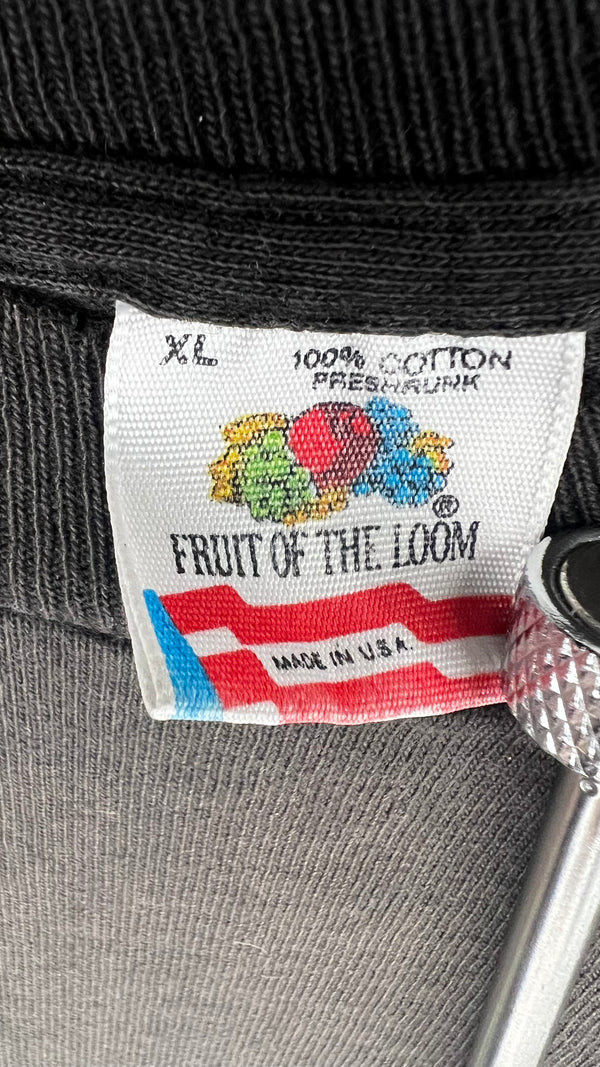 XL
100% COTTON
PRESHRUNK
®
FRUIT OF THE LOOM
MADE IN U.S.A.